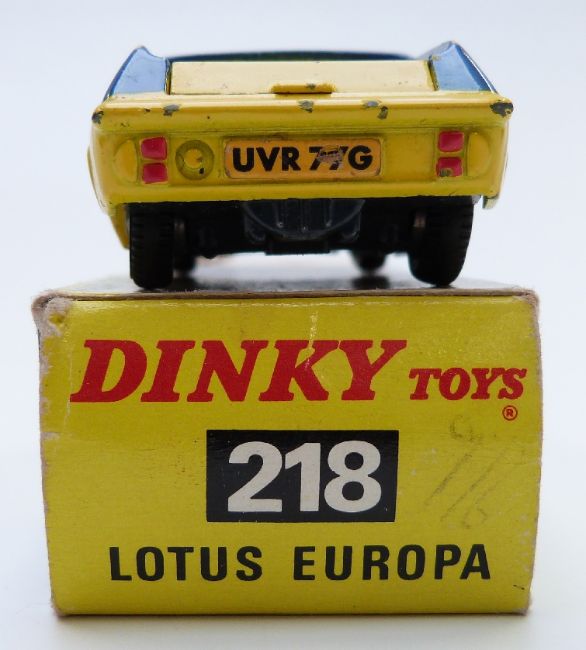 UVR 77G
DINKY TOYS
®
218
LOTUS EUROPA